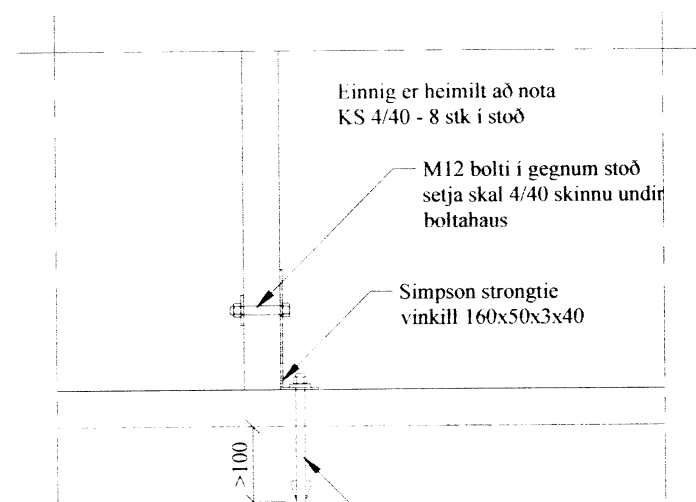 Einnig er heimilt að nota
KS 4/40 - 8 stk í stoð
M12 bolti í gegnum stoð
setja skal 4/40 skinnu undir
boltahaus
Simpson strongtie
vinkill 160x50x3x40
>100